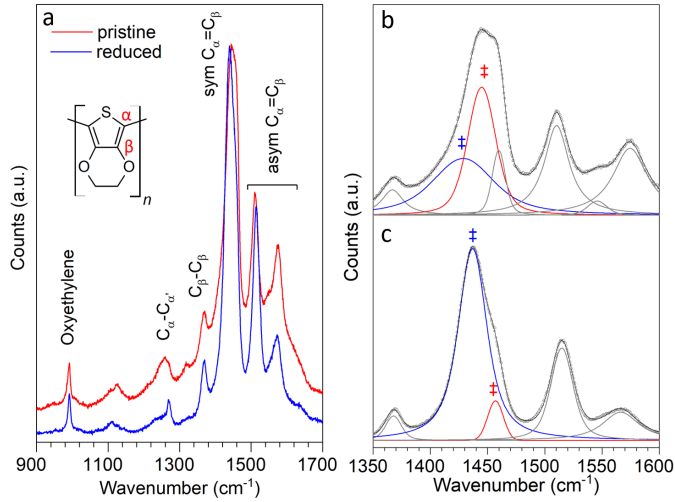 a
pristine
reduced
sym Cα=Cβ
asym Cα=Cβ
S
α
β
O
O
n
Oxyethylene
Cα-Cα'
Cβ-Cβ
Counts (a.u.)
900 1100 1300 1500 1700
Wavenumber (cm⁻¹)
b
‡
‡
c
‡
‡
Counts (a.u.)
1350 1400 1450 1500 1550 1600
Wavenumber (cm⁻¹)